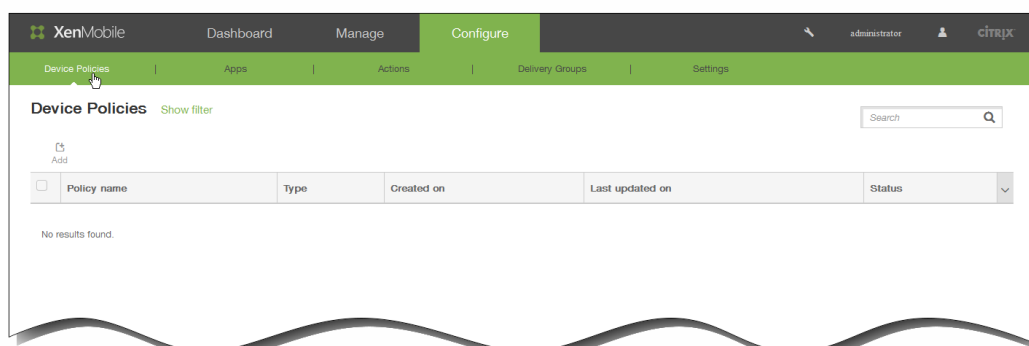 XenMobile Dashboard Manage Configure administrator CITRIX
Device Policies | Apps | Actions | Delivery Groups | Settings
Device Policies Show filter
Search
Add
Policy name Type Created on Last updated on Status
No results found.